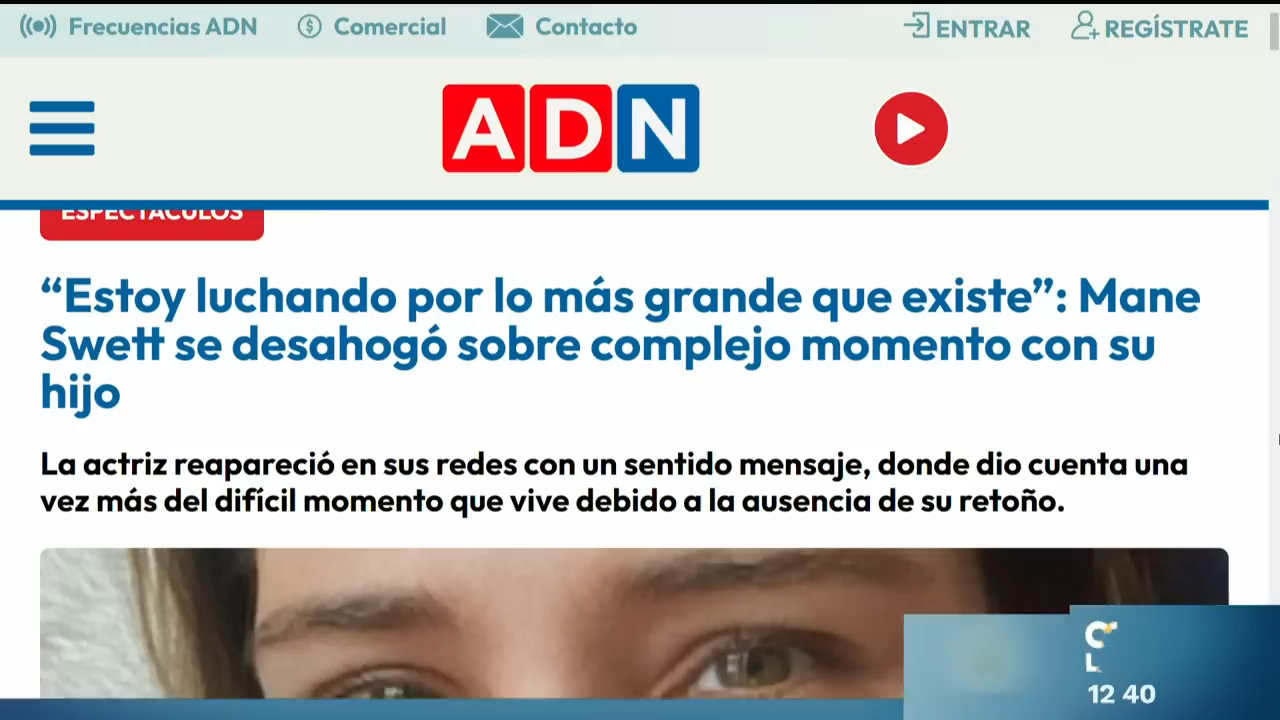 Frecuencias ADN
Comercial
Contacto
ENTRAR
REGÍSTRATE
ADN
ESPECTÁCULOS
“Estoy luchando por lo más grande que existe”: Mane
Swett se desahogó sobre complejo momento con su
hijo
La actriz reapareció en sus redes con un sentido mensaje, donde dio cuenta una
vez más del difícil momento que vive debido a la ausencia de su retoño.
12 40